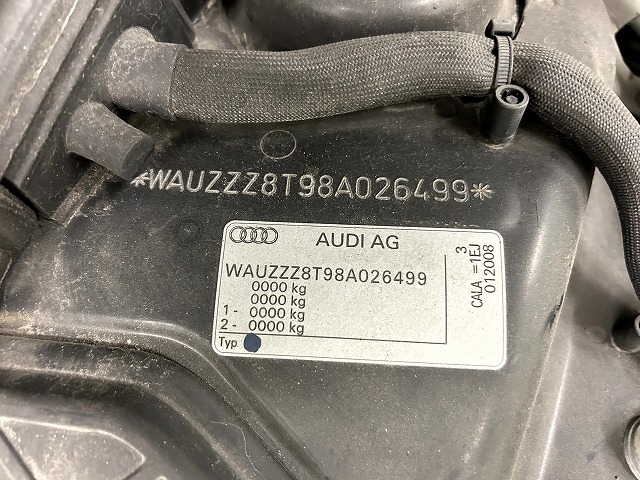 *WAUZZZ8T98A026499*
AUDI AG
WAUZZZ8T98A026499
0000 kg
0000 kg
1 - 0000 kg
2 - 0000 kg
Typ
3
CALA =1EJ
012008